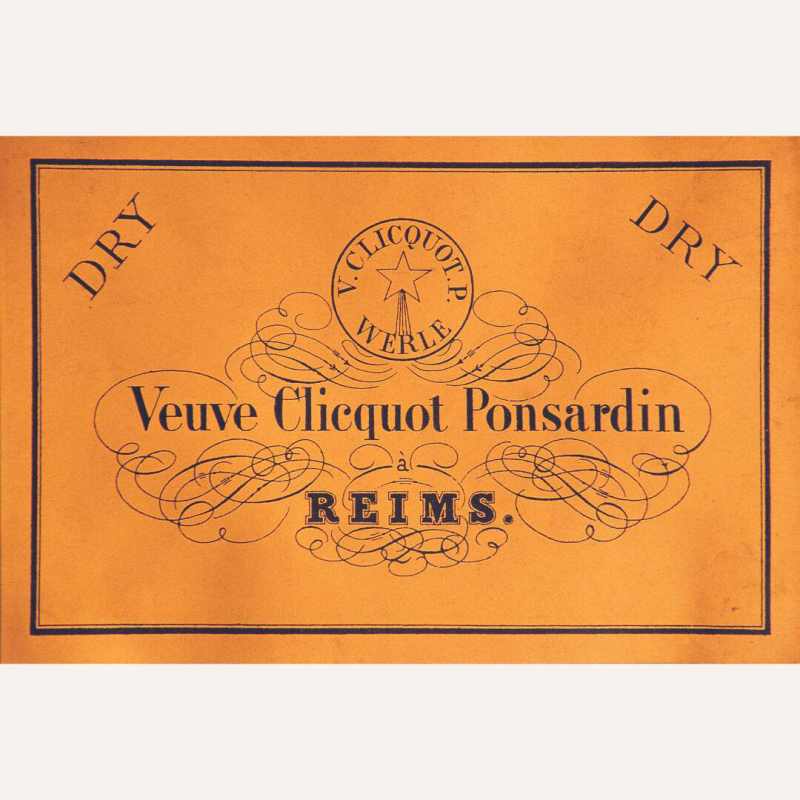 DRY
DRY
V. CLICQUOT. P.
WERLE
Veuve Clicquot Ponsardin
à
REIMS.